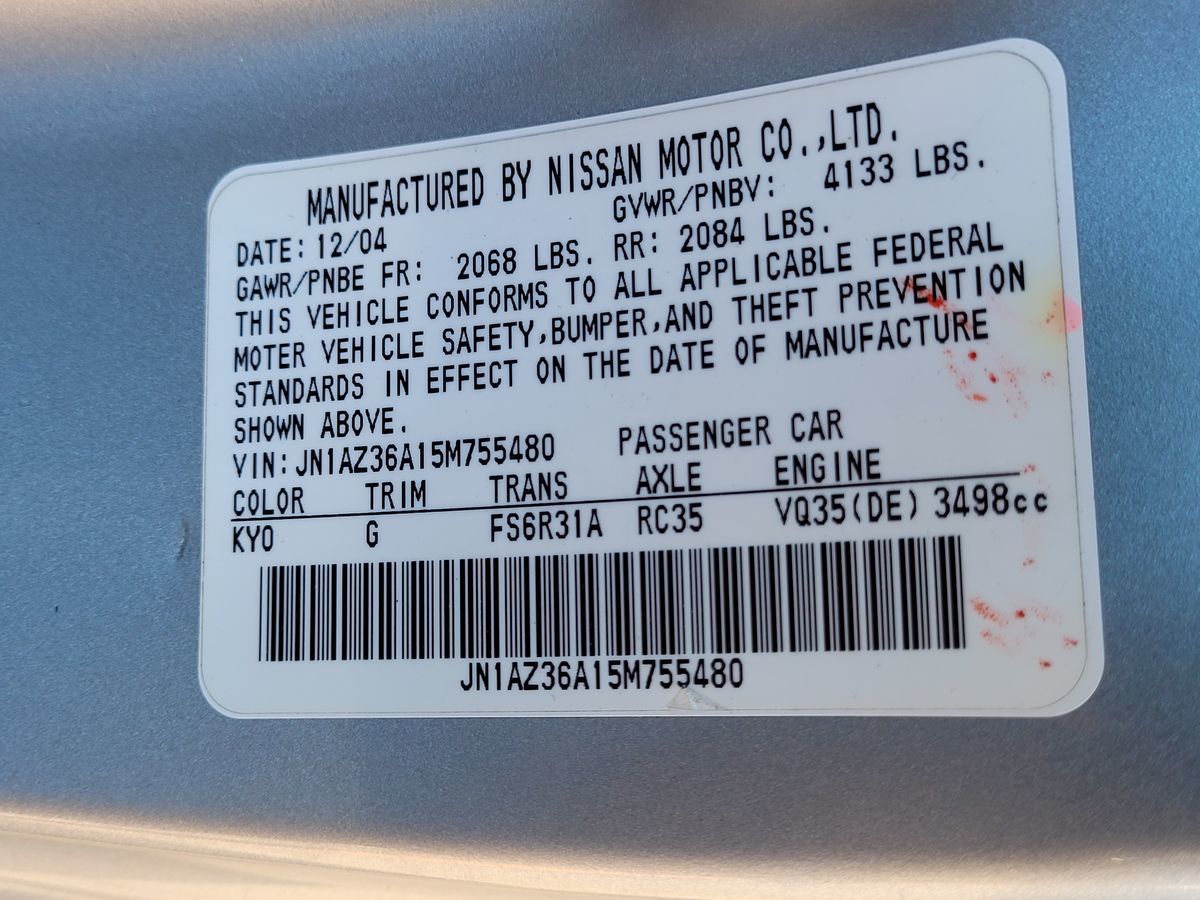 MANUFACTURED BY NISSAN MOTOR CO.,LTD.
DATE: 12/04 GVWR/PNBV: 4133 LBS.
GAWR/PNBE FR: 2068 LBS. RR: 2084 LBS.
THIS VEHICLE CONFORMS TO ALL APPLICABLE FEDERAL
MOTER VEHICLE SAFETY,BUMPER,AND THEFT PREVENTION
STANDARDS IN EFFECT ON THE DATE OF MANUFACTURE
SHOWN ABOVE.
VIN: JN1AZ36A15M755480 PASSENGER CAR
COLOR TRIM TRANS AXLE ENGINE
KYO G FS6R31A RC35 VQ35(DE) 3498cc
JN1AZ36A15M755480